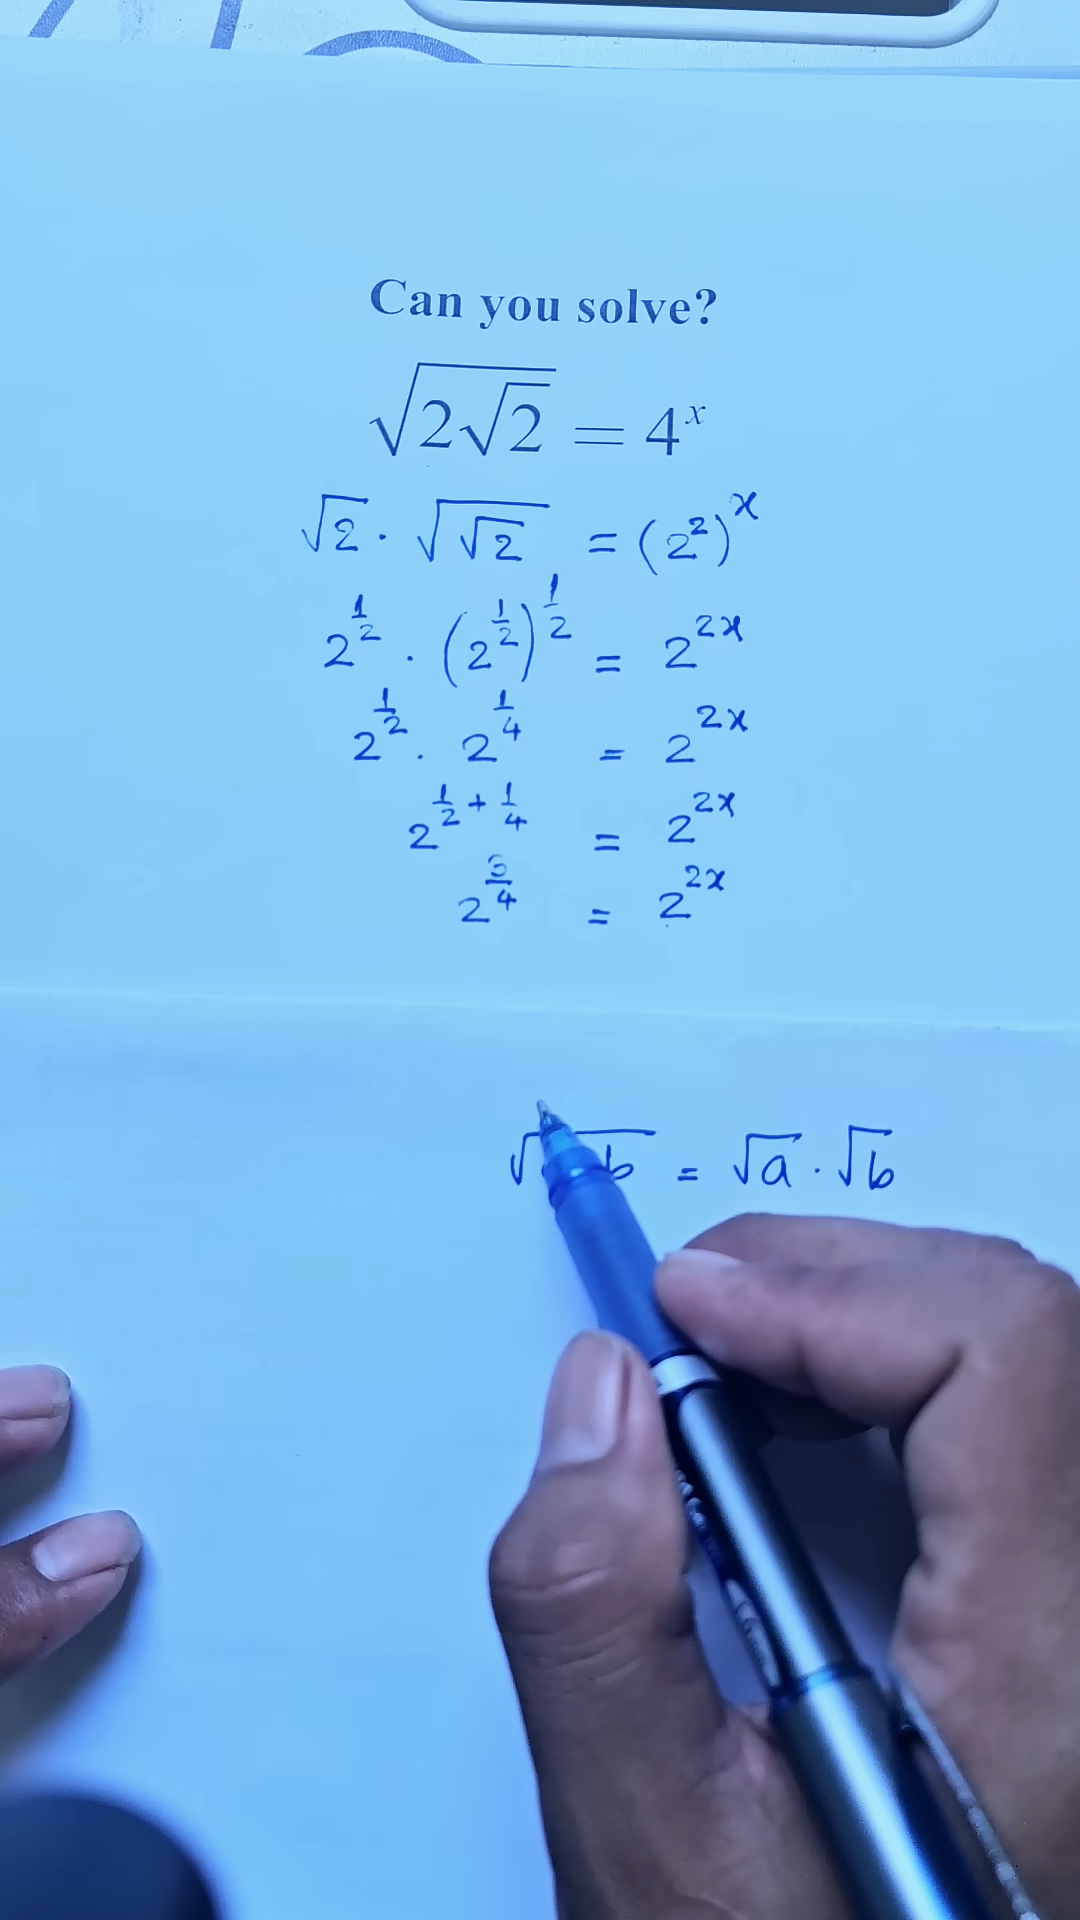 Can you solve?
√(2√2) = 4^x
√2 · √(√2) = (2^2)^x
2^(1/2) · (2^(1/2))^(1/2) = 2^(2x)
2^(1/2) · 2^(1/4) = 2^(2x)
2^(1/2 + 1/4) = 2^(2x)
2^(3/4) = 2^(2x)
b = √a · √b